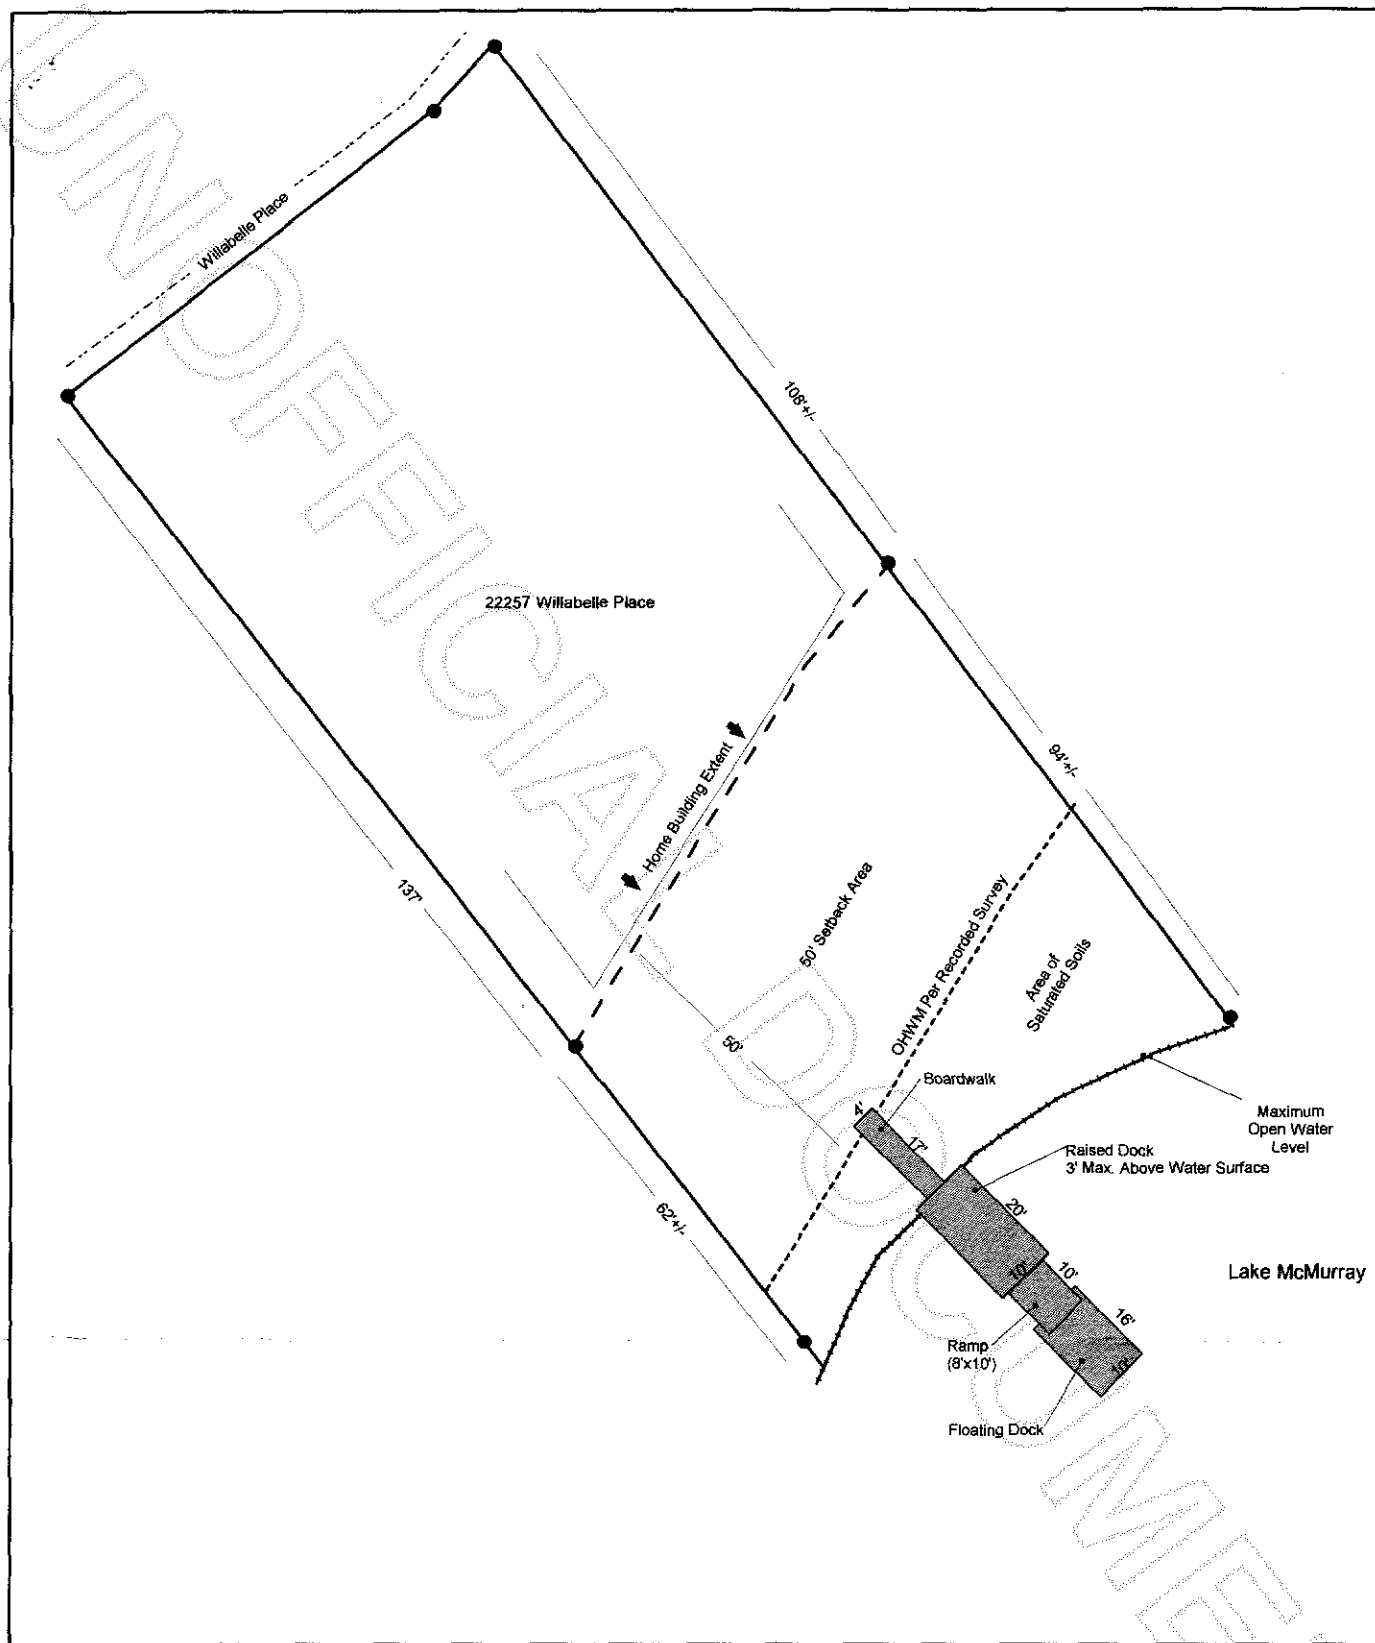 Willabelle Place
108'+/-
22257 Willabelle Place
Home Building Extent
94'+/-
137'
50' Setback Area
OHWM Per Recorded Survey
Area of
Saturated Soils
50'
Boardwalk
4'
17'
Maximum
Open Water
Level
Raised Dock
3' Max. Above Water Surface
20'
62'+/-
10'
10'
Lake McMurray
16'
Ramp
(8'x10')
10'
Floating Dock
UNOFFICIAL DOCUME